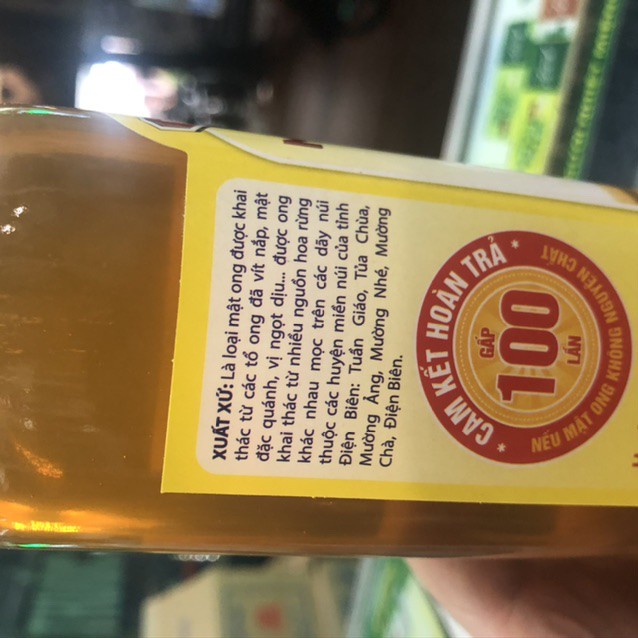 XUẤT XỨ: Là loại mật ong được khai
thác từ các tổ ong đã vít nắp, mật
đặc quánh, vị ngọt dịu... được ong
khai thác từ nhiều nguồn hoa rừng
khác nhau mọc trên các dãy núi
thuộc các huyện miền núi của tỉnh
Điện Biên: Tuần Giáo, Tủa Chùa,
Mường Ảng, Mường Nhé, Mường
Chà, Điện Biên.
* CAM KẾT HOÀN TRẢ *
GẤP
100
LẦN
NẾU MẬT ONG KHÔNG NGUYÊN CHẤT